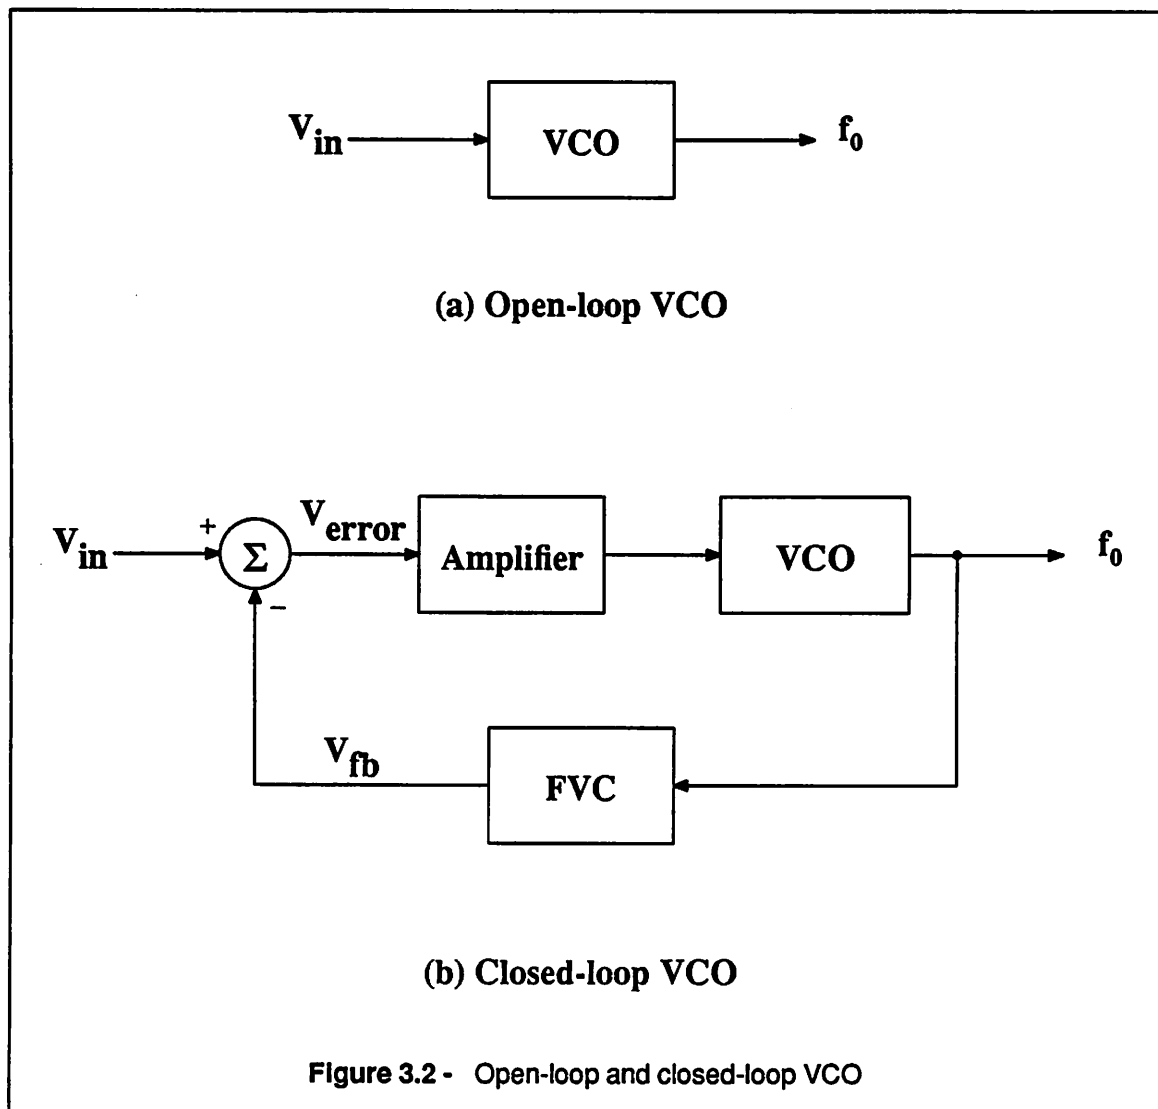 V_in
VCO
f_0
(a) Open-loop VCO
V_in
+
Σ
−
V_error
Amplifier
VCO
f_0
V_fb
FVC
(b) Closed-loop VCO
Figure 3.2 - Open-loop and closed-loop VCO